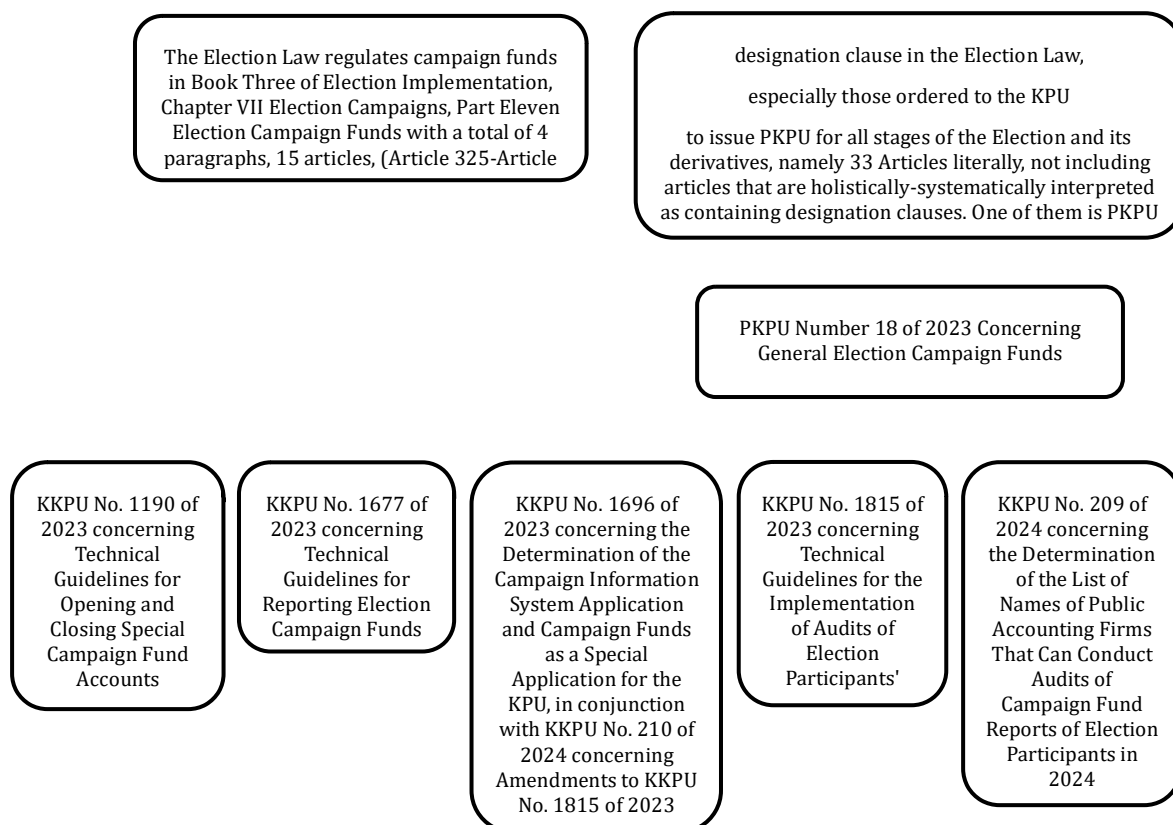 The Election Law regulates campaign funds
in Book Three of Election Implementation,
Chapter VII Election Campaigns, Part Eleven
Election Campaign Funds with a total of 4
paragraphs, 15 articles, (Article 325-Article
designation clause in the Election Law,
especially those ordered to the KPU
to issue PKPU for all stages of the Election and its
derivatives, namely 33 Articles literally, not including
articles that are holistically-systematically interpreted
as containing designation clauses. One of them is PKPU
PKPU Number 18 of 2023 Concerning
General Election Campaign Funds
KKPU No. 1190 of
2023 concerning
Technical
Guidelines for
Opening and
Closing Special
Campaign Fund
Accounts
KKPU No. 1677 of
2023 concerning
Technical
Guidelines for
Reporting Election
Campaign Funds
KKPU No. 1696 of
2023 concerning the
Determination of the
Campaign Information
System Application
and Campaign Funds
as a Special
Application for the
KPU, in conjunction
with KKPU No. 210 of
2024 concerning
Amendments to KKPU
No. 1815 of 2023
KKPU No. 1815 of
2023 concerning
Technical
Guidelines for the
Implementation
of Audits of
Election
Participants'
KKPU No. 209 of
2024 concerning
the Determination
of the List of
Names of Public
Accounting Firms
That Can Conduct
Audits of
Campaign Fund
Reports of Election
Participants in
2024